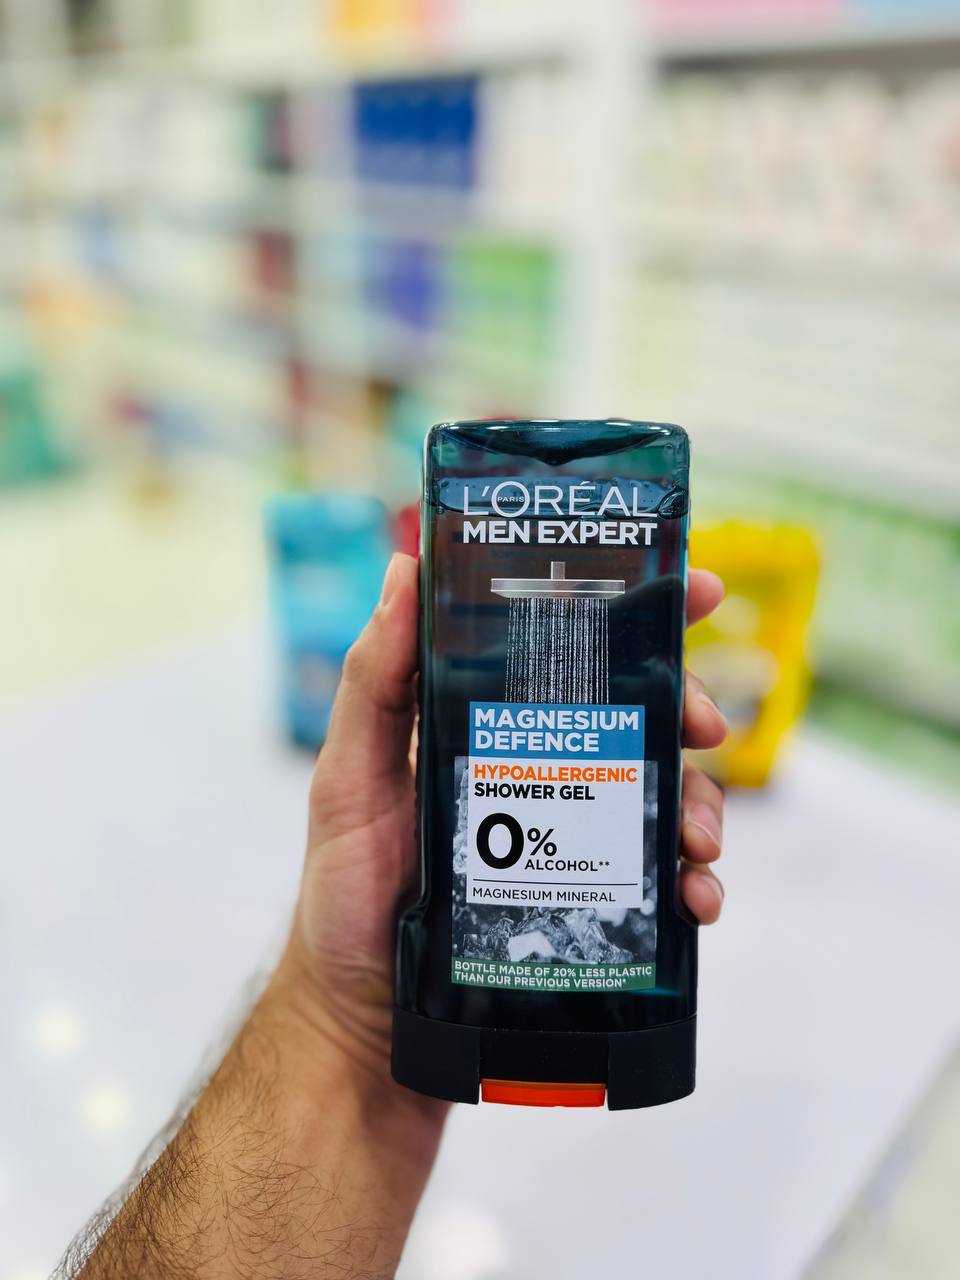 L'ORÉAL
PARIS
MEN EXPERT
MAGNESIUM
DEFENCE
HYPOALLERGENIC
SHOWER GEL
0%
ALCOHOL**
MAGNESIUM MINERAL
BOTTLE MADE OF 20% LESS PLASTIC
THAN OUR PREVIOUS VERSION*